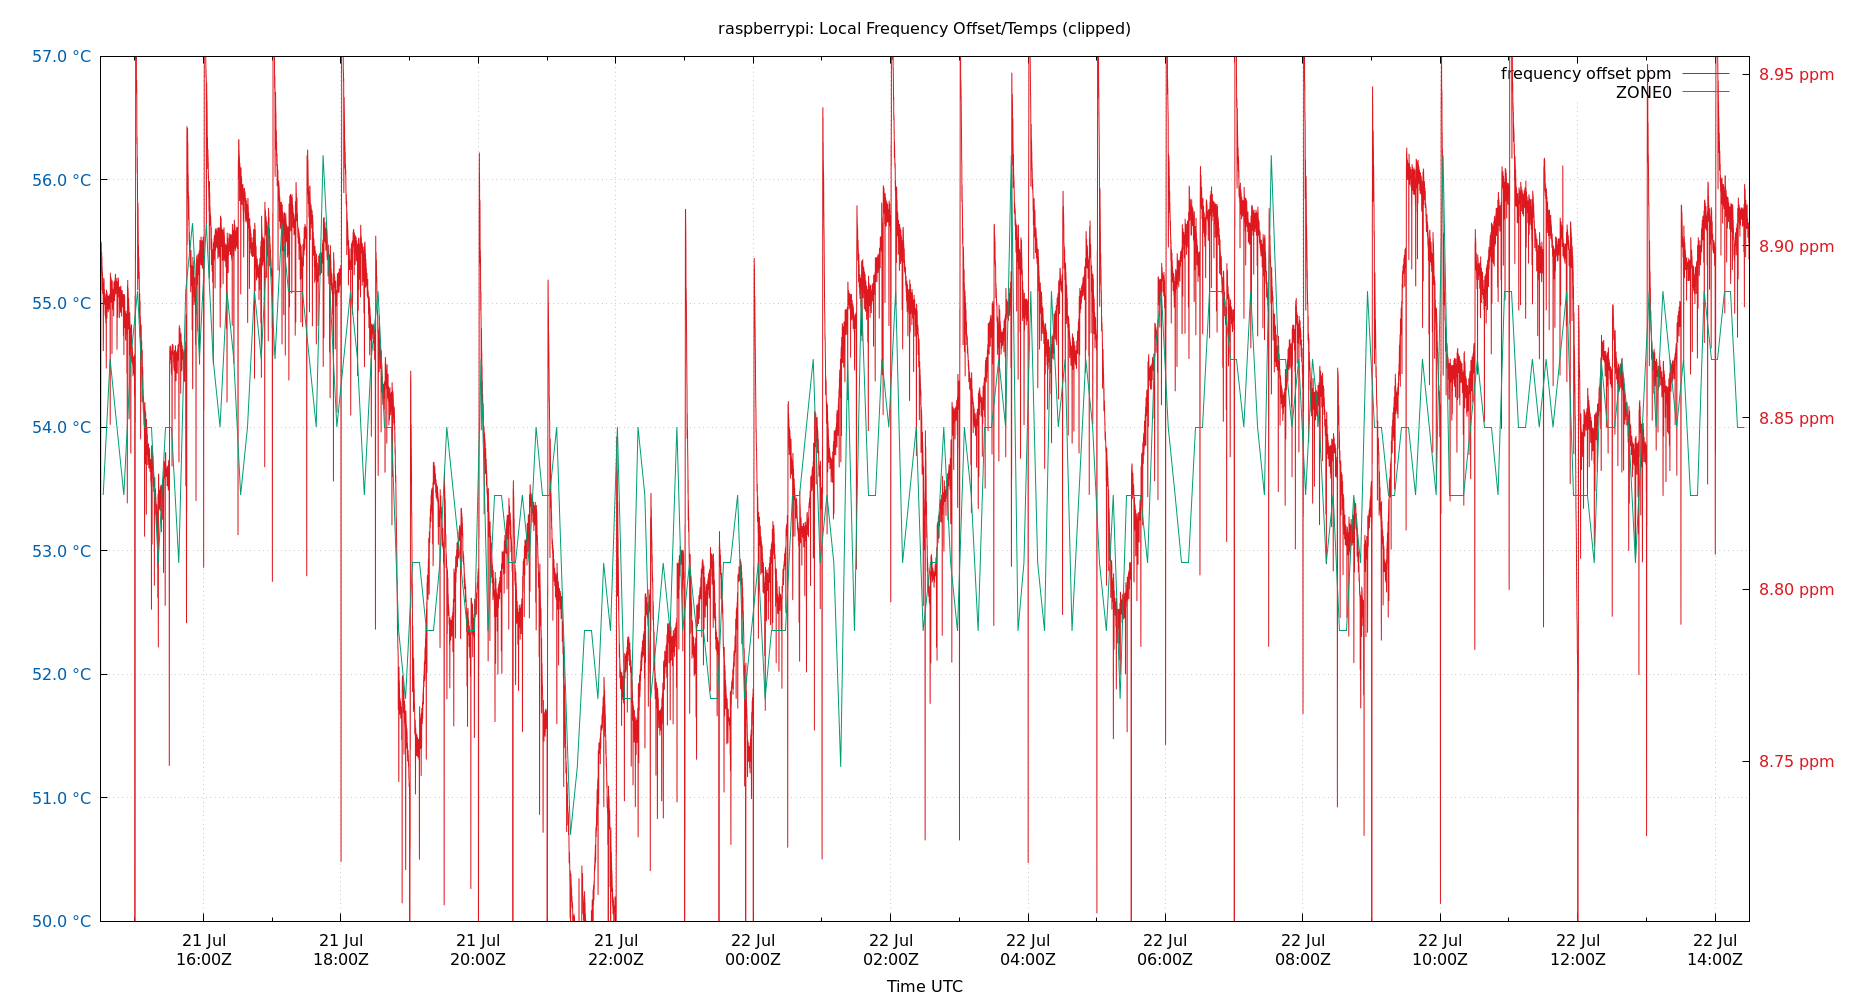 raspberrypi: Local Frequency Offset/Temps (clipped)
57.0 °C
56.0 °C
55.0 °C
54.0 °C
53.0 °C
52.0 °C
51.0 °C
50.0 °C
frequency offset ppm
ZONE0
8.95 ppm
8.90 ppm
8.85 ppm
8.80 ppm
8.75 ppm
21 Jul
16:00Z
21 Jul
18:00Z
21 Jul
20:00Z
21 Jul
22:00Z
22 Jul
00:00Z
22 Jul
02:00Z
22 Jul
04:00Z
22 Jul
06:00Z
22 Jul
08:00Z
22 Jul
10:00Z
22 Jul
12:00Z
22 Jul
14:00Z
Time UTC